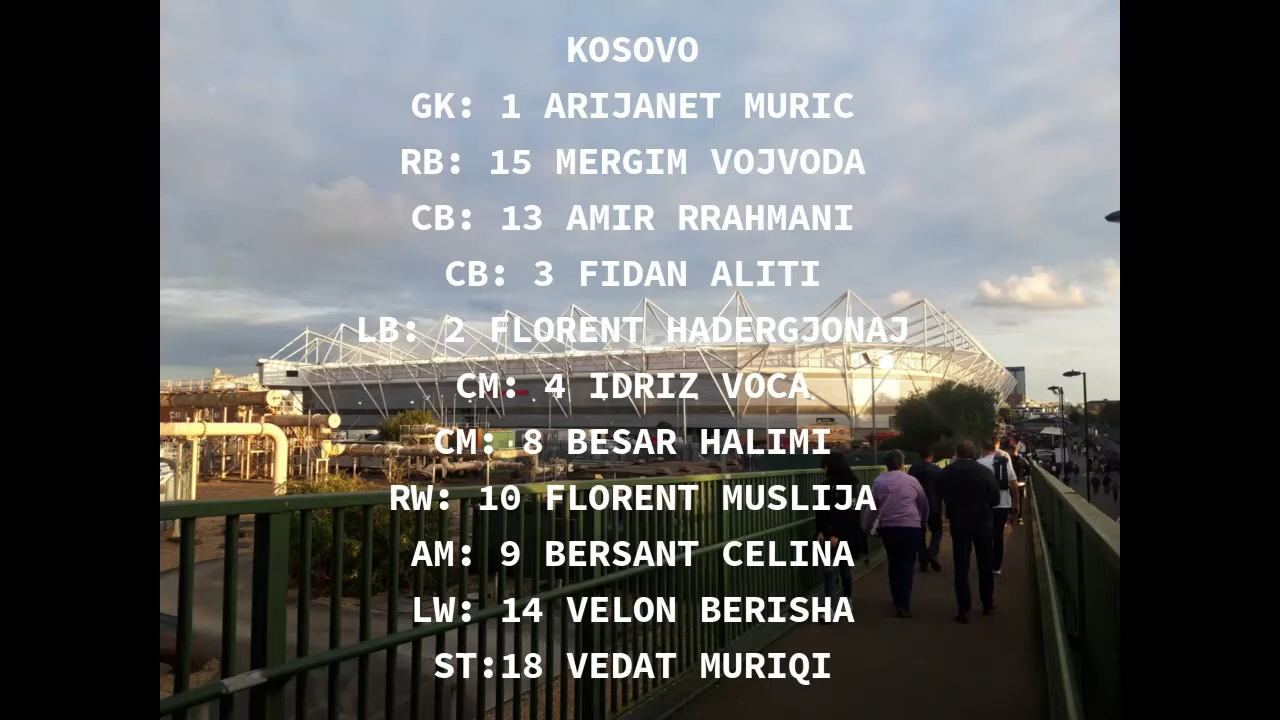 KOSOVO
GK: 1 ARIJANET MURIC
RB: 15 MERGIM VOJVODA
CB: 13 AMIR RRAHMANI
CB: 3 FIDAN ALITI
LB: 2 FLORENT HADERGJONAJ
CM: 4 IDRIZ VOCA
CM: 8 BESAR HALIMI
RW: 10 FLORENT MUSLIJA
AM: 9 BERSANT CELINA
LW: 14 VELON BERISHA
ST:18 VEDAT MURIQI